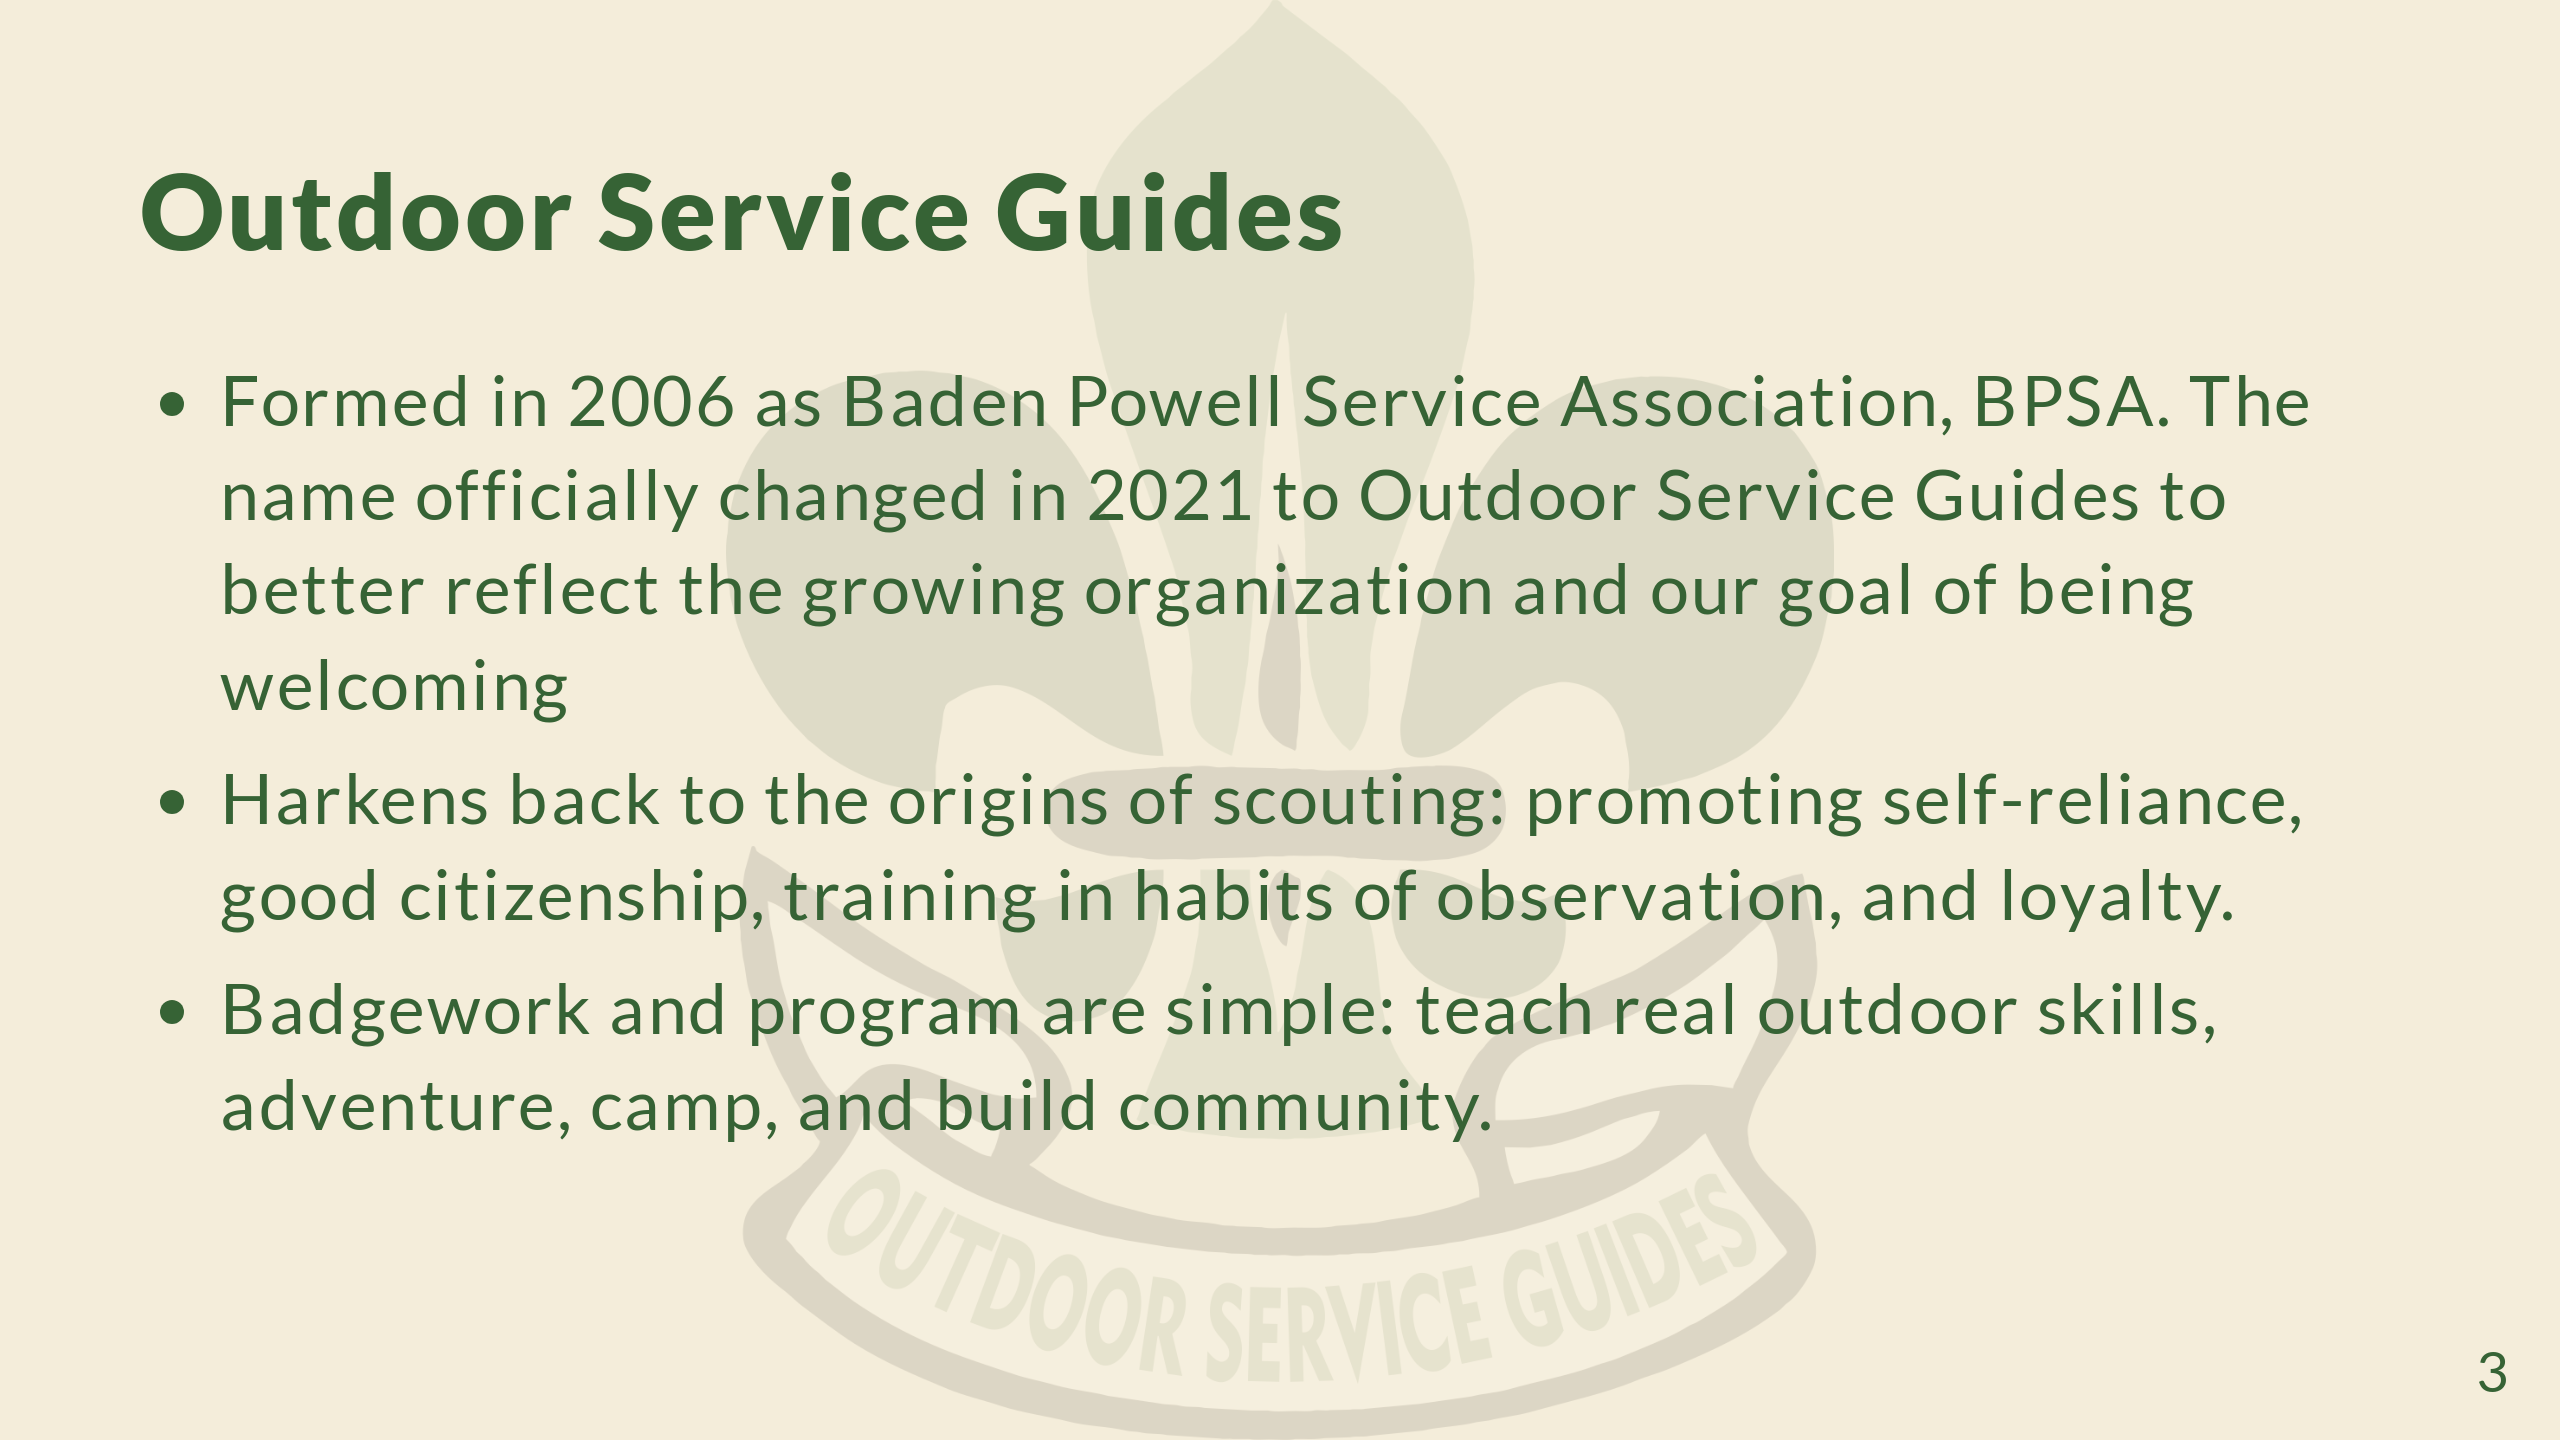 Outdoor Service Guides
• Formed in 2006 as Baden Powell Service Association, BPSA. The
name officially changed in 2021 to Outdoor Service Guides to
better reflect the growing organization and our goal of being
welcoming
• Harkens back to the origins of scouting: promoting self-reliance,
good citizenship, training in habits of observation, and loyalty.
• Badgework and program are simple: teach real outdoor skills,
adventure, camp, and build community.
OUTDOOR SERVICE GUIDES
3